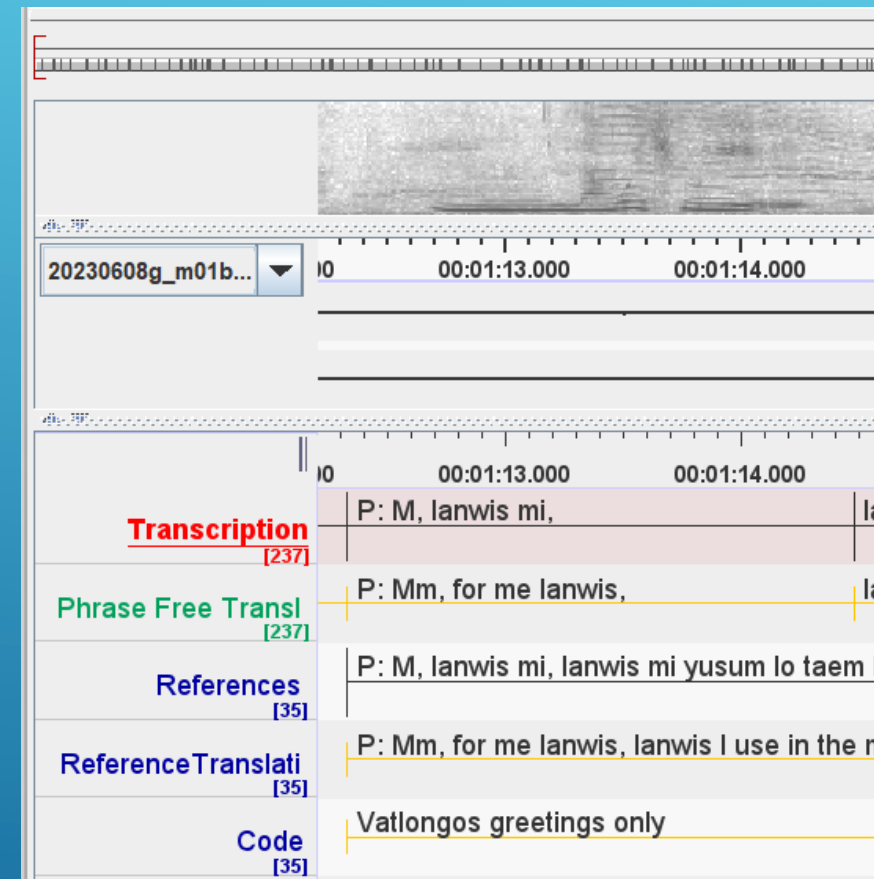 20230608g_m01b...
00:01:13.000 00:01:14.000
00:01:13.000 00:01:14.000
Transcription
[237]
P: M, lanwis mi,
Phrase Free Transl
[237]
P: Mm, for me lanwis,
References
[35]
P: M, lanwis mi, lanwis mi yusum lo taem
ReferenceTranslati
[35]
P: Mm, for me lanwis, lanwis I use in the
Code
[35]
Vatlongos greetings only